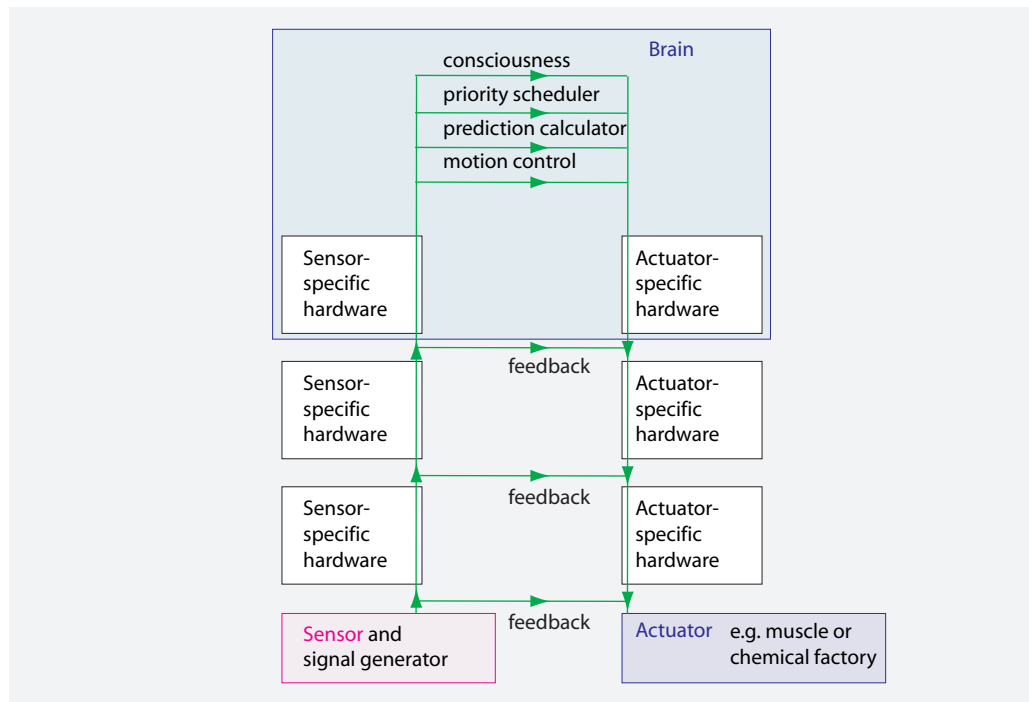 Brain
consciousness
priority scheduler
prediction calculator
motion control
Sensor-
specific
hardware
Actuator-
specific
hardware
feedback
Sensor-
specific
hardware
Actuator-
specific
hardware
feedback
Sensor-
specific
hardware
Actuator-
specific
hardware
feedback
Sensor and
signal generator
Actuator e.g. muscle or
chemical factory